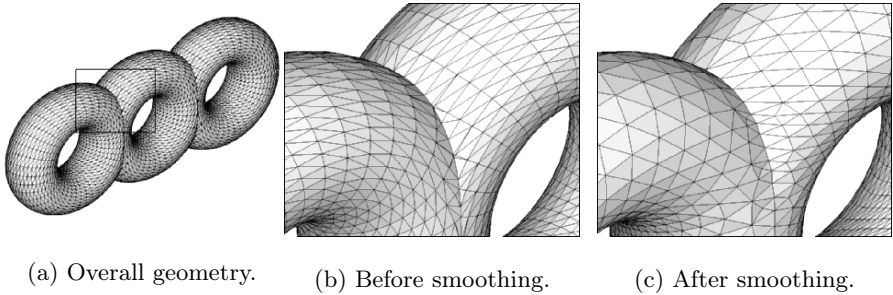 (a) Overall geometry.
(b) Before smoothing.
(c) After smoothing.